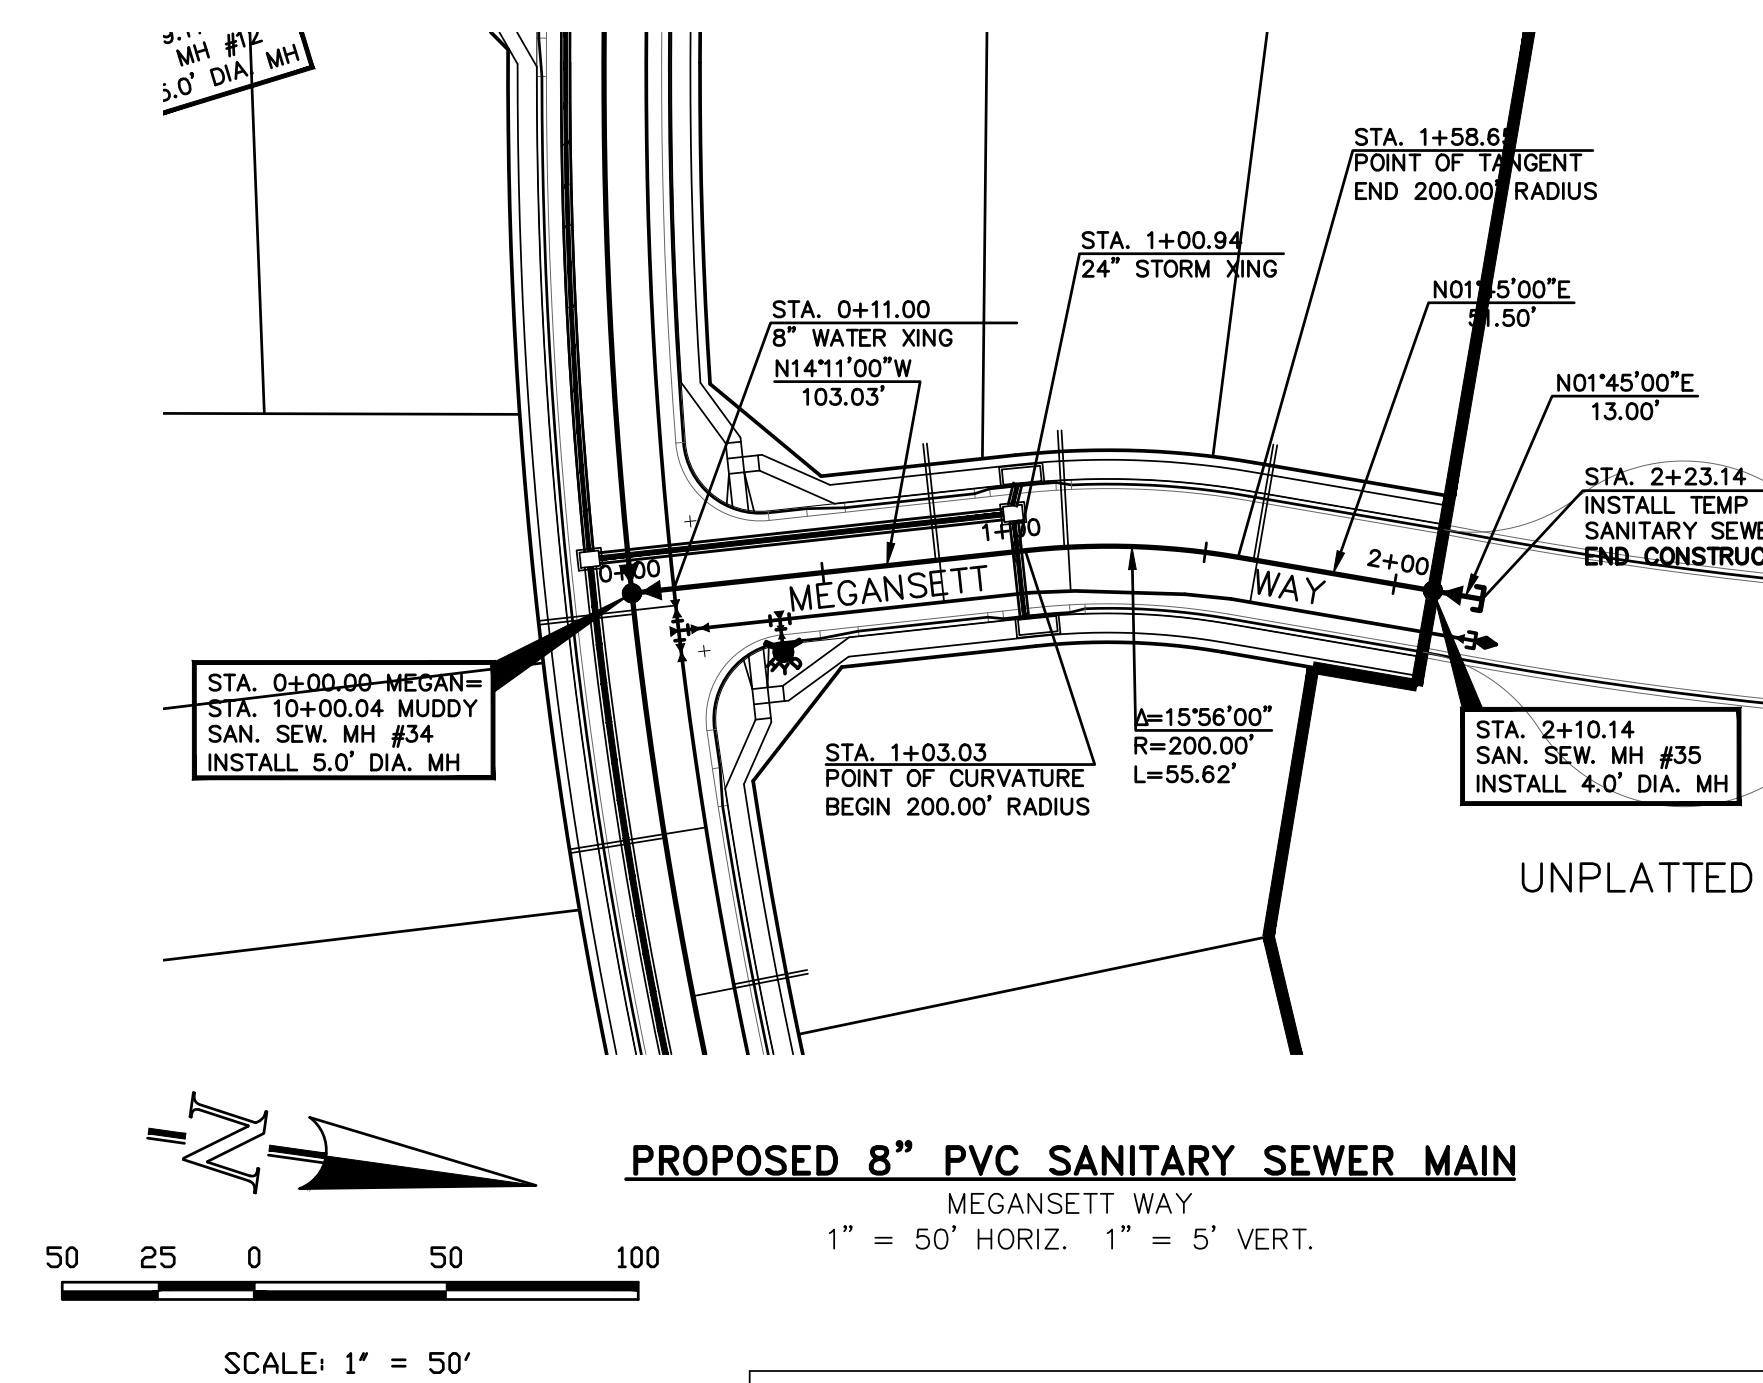 MH #12
DIA. MH
STA. 1+58.65
POINT OF TANGENT
END 200.00' RADIUS
STA. 1+00.94
24" STORM XING
N01°45'00"E
51.50'
STA. 0+11.00
8" WATER XING
N14°11'00"W
103.03'
N01°45'00"E
13.00'
STA. 2+23.14
INSTALL TEMP
SANITARY SEWE
END CONSTRUC
0+00
1+00
2+00
MEGANSETT WAY
STA. 0+00.00 MEGAN=
STA. 10+00.04 MUDDY
SAN. SEW. MH #34
INSTALL 5.0' DIA. MH
STA. 1+03.03
POINT OF CURVATURE
BEGIN 200.00' RADIUS
Δ=15°56'00"
R=200.00'
L=55.62'
STA. 2+10.14
SAN. SEW. MH #35
INSTALL 4.0' DIA. MH
UNPLATTED
N
PROPOSED 8" PVC SANITARY SEWER MAIN
MEGANSETT WAY
1" = 50' HORIZ. 1" = 5' VERT.
50 25 0 50 100
SCALE: 1" = 50'